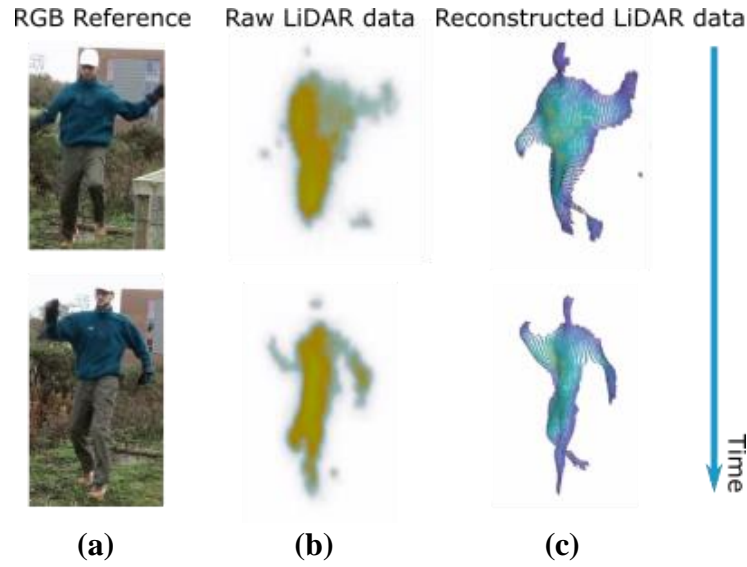 RGB Reference
Raw LiDAR data
Reconstructed LiDAR data
Time
(a)
(b)
(c)